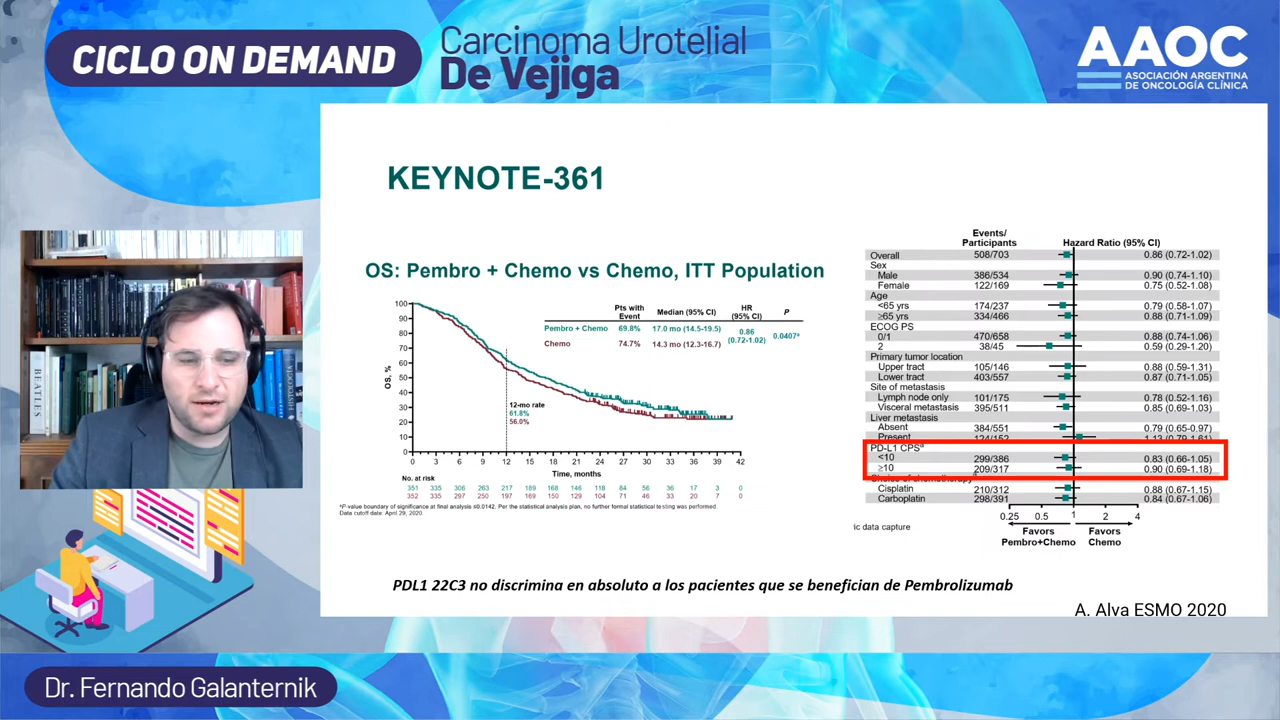 CICLO ON DEMAND
Carcinoma Urotelial
De Vejiga
AAOC
ASOCIACIÓN ARGENTINA
DE ONCOLOGÍA CLÍNICA
KEYNOTE-361
OS: Pembro + Chemo vs Chemo, ITT Population
Pts with Event Median (95% CI) HR (95% CI) P
Pembro + Chemo 69.8% 17.0 mo (14.5-19.5) 0.86 (0.72-1.02) 0.0407ª
Chemo 74.7% 14.3 mo (12.3-16.7)
OS, %
100
90
80
70
60
50
40
30
20
10
0
12-mo rate
61.8%
56.0%
0 3 6 9 12 15 18 21 24 27 30 33 36 39 42
Time, months
No. at risk
351 335 306 263 217 189 168 146 118 84 56 36 17 3 0
352 335 297 250 197 169 150 129 104 71 46 33 20 7 0
ªP value boundary of significance at final analysis ≤0.0142. Per the statistical analysis plan, no further formal statistical testing was performed.
Data cutoff date: April 29, 2020.
Events/
Participants Hazard Ratio (95% CI)
Overall 508/703 0.86 (0.72-1.02)
Sex
Male 386/534 0.90 (0.74-1.10)
Female 122/169 0.75 (0.52-1.08)
Age
<65 yrs 174/237 0.79 (0.58-1.07)
≥65 yrs 334/466 0.88 (0.71-1.09)
ECOG PS
0/1 470/658 0.88 (0.74-1.06)
2 38/45 0.59 (0.29-1.20)
Primary tumor location
Upper tract 105/146 0.88 (0.59-1.31)
Lower tract 403/557 0.87 (0.71-1.05)
Site of metastasis
Lymph node only 101/175 0.78 (0.52-1.16)
Visceral metastasis 395/511 0.85 (0.69-1.03)
Liver metastasis
Absent 384/551 0.79 (0.65-0.97)
Present 124/152 1.13 (0.79-1.61)
PD-L1 CPSª
<10 299/386 0.83 (0.66-1.05)
≥10 209/317 0.90 (0.69-1.18)
Choice of chemotherapy
Cisplatin 210/312 0.88 (0.67-1.15)
Carboplatin 298/391 0.84 (0.67-1.06)
0.25 0.5 1 2 4
Favors
Pembro+Chemo
Favors
Chemo
ic data capture
PDL1 22C3 no discrimina en absoluto a los pacientes que se benefician de Pembrolizumab
A. Alva ESMO 2020
BEATLES
Dr. Fernando Galanternik